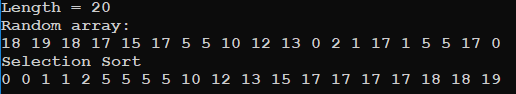 Length = 20
Random array:
18 19 18 17 15 17 5 5 10 12 13 0 2 1 17 1 5 5 17 0
Selection Sort
0 0 1 1 2 5 5 5 5 10 12 13 15 17 17 17 17 18 18 19